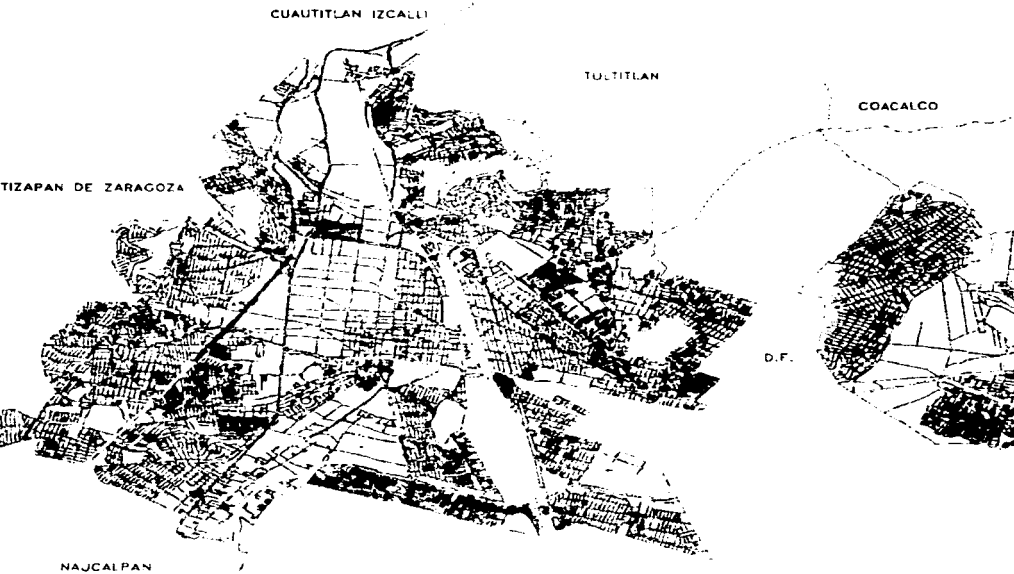 CUAUTITLAN IZCALLI
TULTITLAN
COACALCO
TIZAPAN DE ZARAGOZA
D.F.
NAUCALPAN